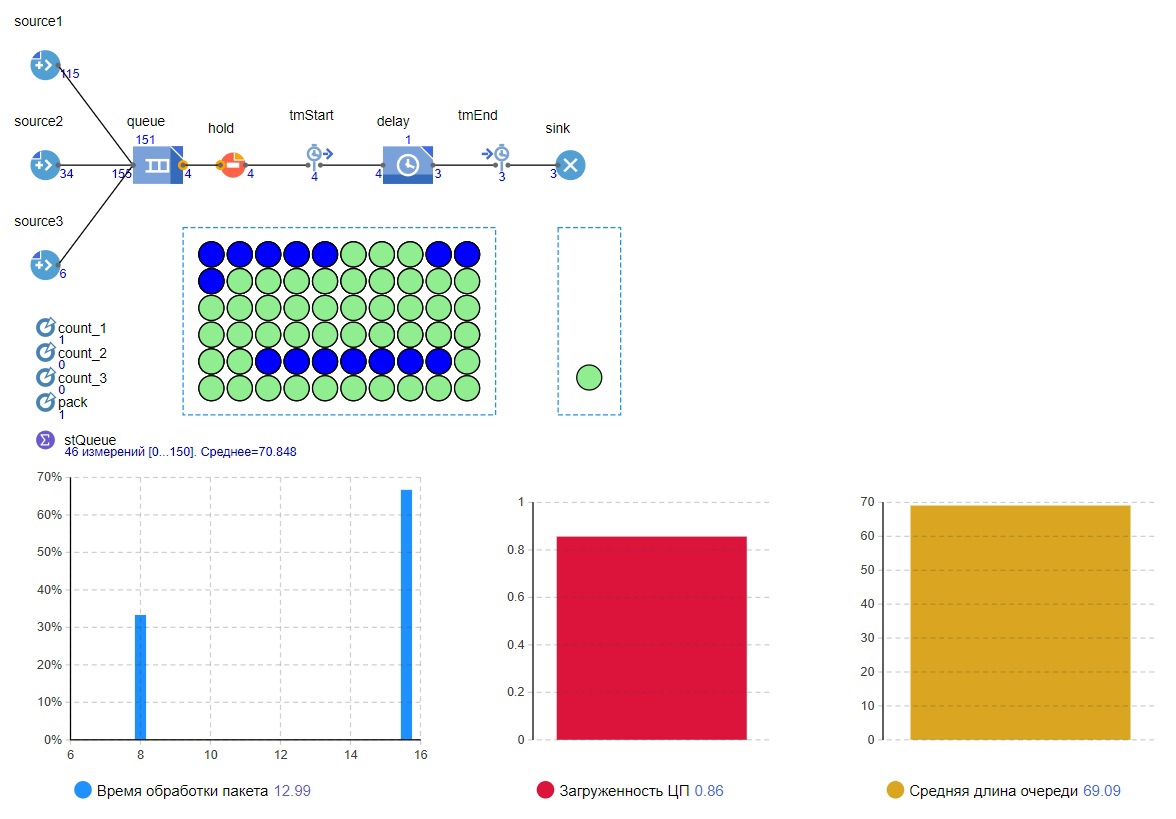 source1
115
source2
queue
151
hold
tmStart
delay
1
tmEnd
sink
34
155
4
4
4
4
3
3
3
source3
6
count_1
1
count_2
0
count_3
0
pack
1
stQueue
46 измерений [0...150]. Среднее=70.848
70%
60%
50%
40%
30%
20%
10%
0%
6
8
10
12
14
16
Время обработки пакета 12.99
1
0.8
0.6
0.4
0.2
0
Загруженность ЦП 0.86
70
60
50
40
30
20
10
0
Средняя длина очереди 69.09